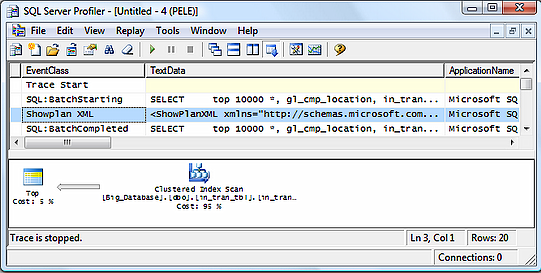 SQL Server Profiler - [Untitled - 4 (PELE)]
File Edit View Replay Tools Window Help
EventClass TextData ApplicationName
Trace Start
SQL:BatchStarting SELECT top 10000 *, gl_cmp_location, in_tran... Microsoft SQ
Showplan XML <ShowPlanXML xmlns="http://schemas.microsoft.com... Microsoft SQ
SQL:BatchCompleted SELECT top 10000 *, gl_cmp_location, in_tran... Microsoft SQ
Top
Cost: 5 %
Clustered Index Scan
[Big_Database].[dbo].[in_tran_tbl].[in_tran...
Cost: 95 %
Trace is stopped. Ln 3, Col 1 Rows: 20
Connections: 0